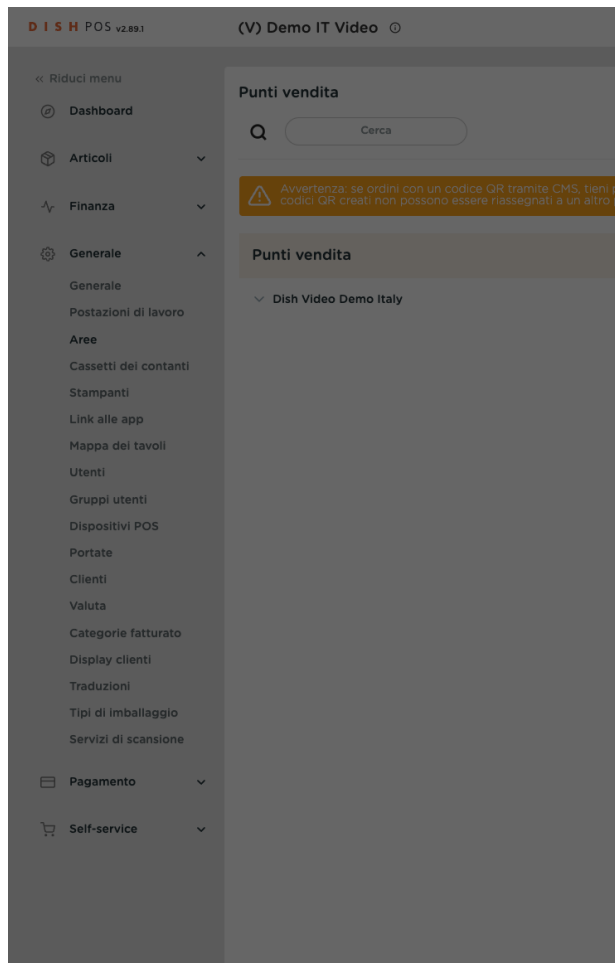 DISH POS v2.89.1
(V) Demo IT Video
« Riduci menu
Dashboard
Articoli
Finanza
Generale
Generale
Postazioni di lavoro
Aree
Cassetti dei contanti
Stampanti
Link alle app
Mappa dei tavoli
Utenti
Gruppi utenti
Dispositivi POS
Portate
Clienti
Valuta
Categorie fatturato
Display clienti
Traduzioni
Tipi di imballaggio
Servizi di scansione
Pagamento
Self-service
Punti vendita
Cerca
Avvertenza: se ordini con un codice QR tramite CMS, tieni
codici QR creati non possono essere riassegnati a un altro
Punti vendita
Dish Video Demo Italy